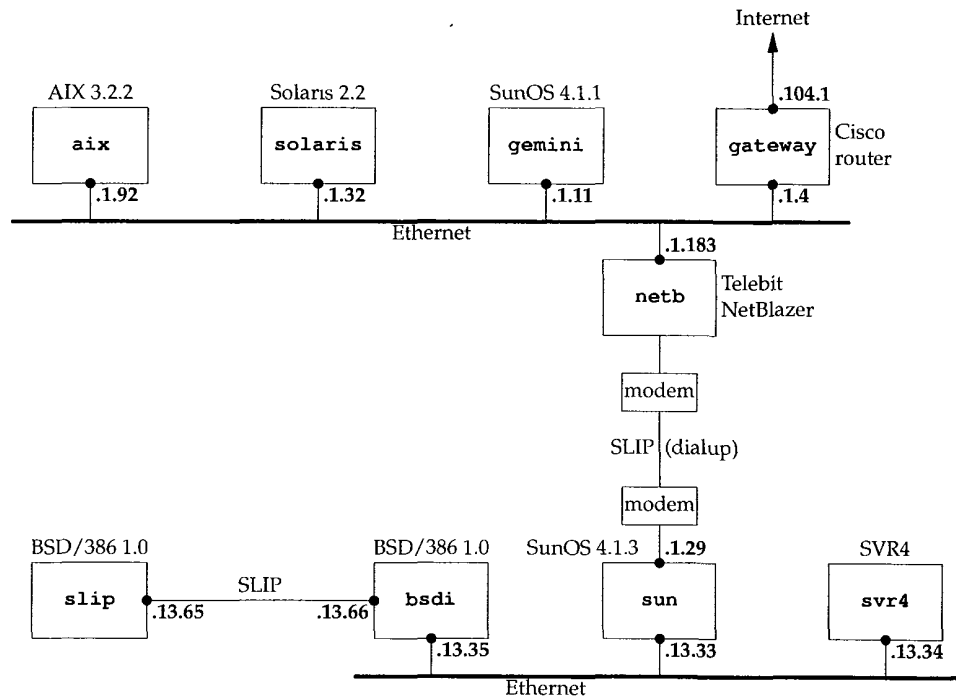 Internet
AIX 3.2.2
Solaris 2.2
SunOS 4.1.1
.104.1
aix
solaris
gemini
gateway
Cisco
router
.1.92
.1.32
.1.11
.1.4
Ethernet
.1.183
netb
Telebit
NetBlazer
modem
SLIP (dialup)
modem
BSD/386 1.0
BSD/386 1.0
SunOS 4.1.3
.1.29
SVR4
slip
SLIP
bsdi
sun
svr4
.13.65
.13.66
.13.35
.13.33
.13.34
Ethernet